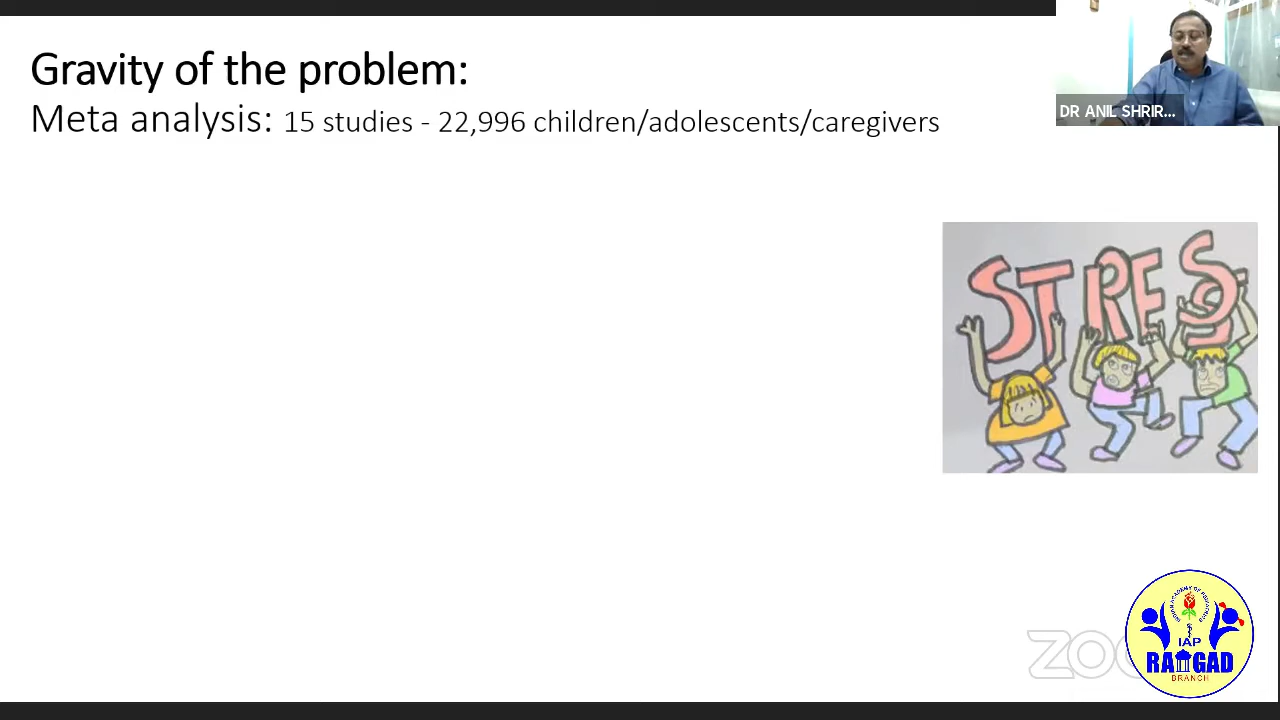 Gravity of the problem:
Meta analysis: 15 studies - 22,996 children/adolescents/caregivers
DR ANIL SHRIR...
STRESS
ZOO
IAP
RAIGAD
BRANCH